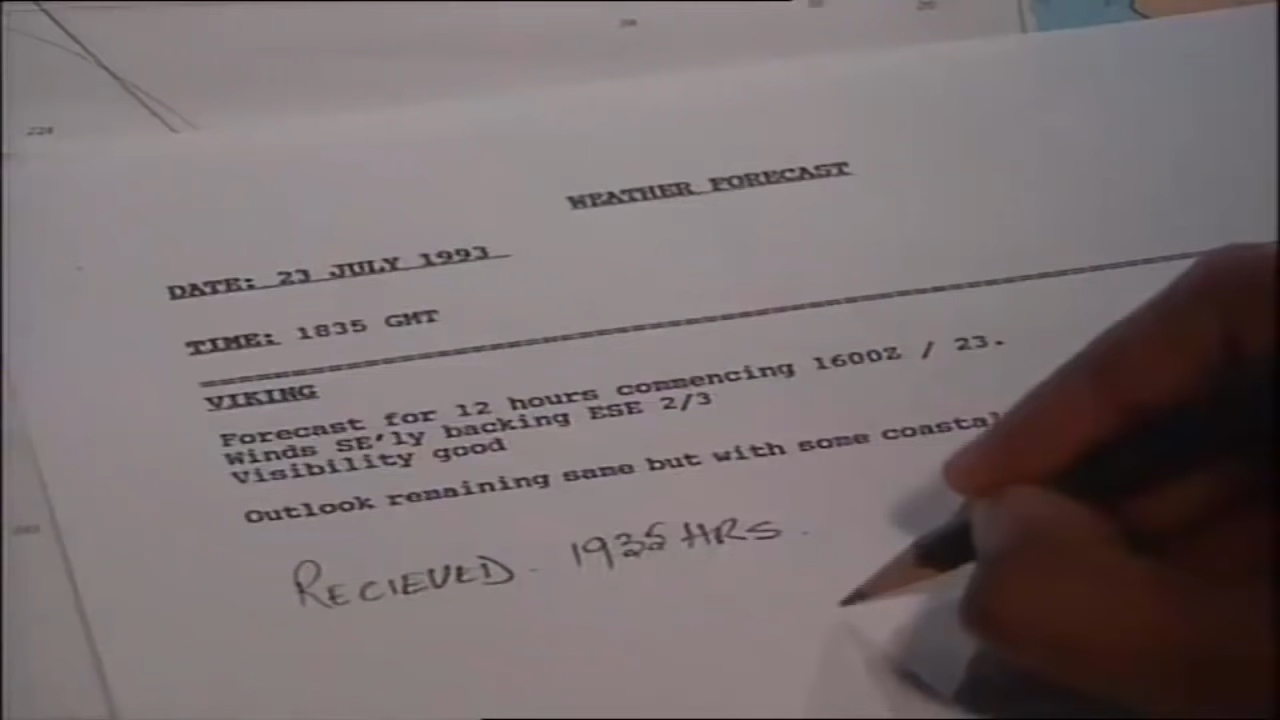 WEATHER FORECAST
DATE: 23 JULY 1993
TIME: 1835 GMT
VIKING
Forecast for 12 hours commencing 1600Z / 23.
Winds SE'ly backing ESE 2/3
Visibility good
Outlook remaining same but with some coastal
RECIEVED. 1935 HRS.